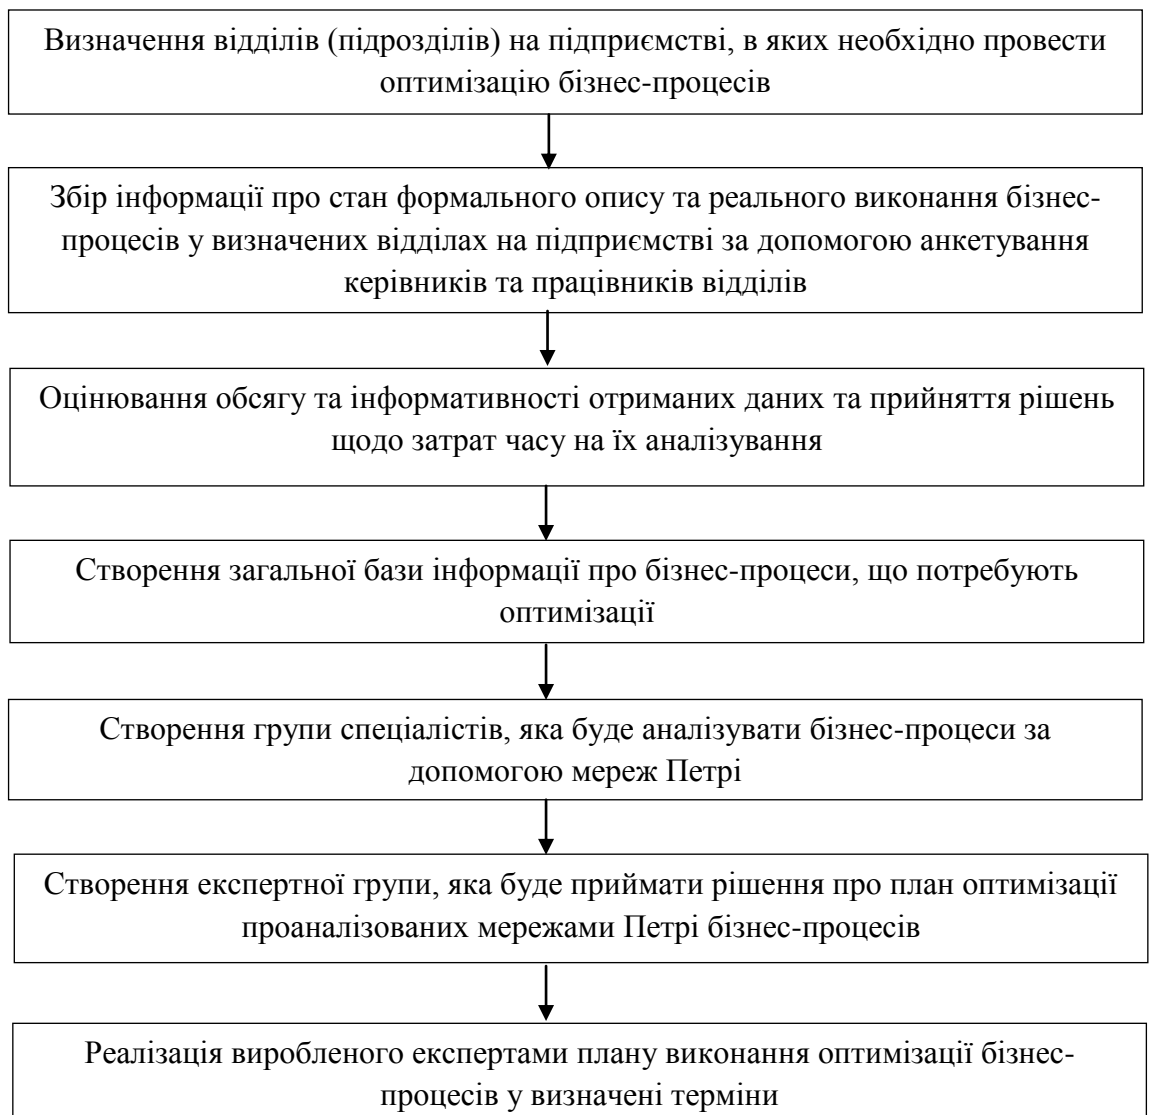 Визначення відділів (підрозділів) на підприємстві, в яких необхідно провести
оптимізацію бізнес-процесів
Збір інформації про стан формального опису та реального виконання бізнес-
процесів у визначених відділах на підприємстві за допомогою анкетування
керівників та працівників відділів
Оцінювання обсягу та інформативності отриманих даних та прийняття рішень
щодо затрат часу на їх аналізування
Створення загальної бази інформації про бізнес-процеси, що потребують
оптимізації
Створення групи спеціалістів, яка буде аналізувати бізнес-процеси за
допомогою мереж Петрі
Створення експертної групи, яка буде приймати рішення про план оптимізації
проаналізованих мережами Петрі бізнес-процесів
Реалізація виробленого експертами плану виконання оптимізації бізнес-
процесів у визначені терміни